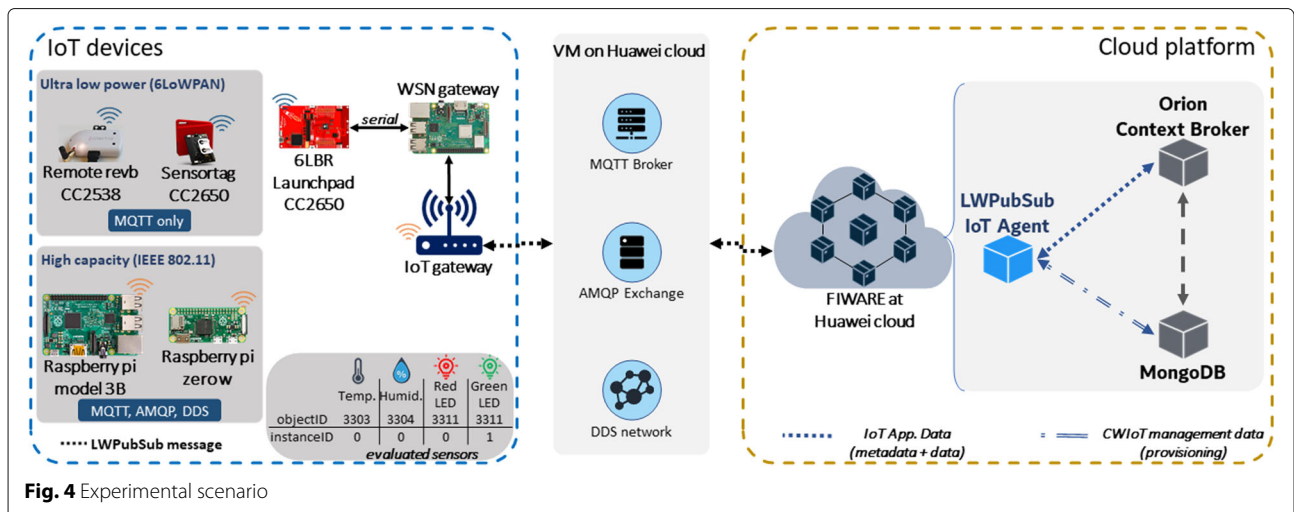 IoT devices
Ultra low power (6LoWPAN)
Remote revb
CC2538
Sensortag
CC2650
MQTT only
High capacity (IEEE 802.11)
Raspberry pi
model 3B
Raspberry pi
zero w
MQTT, AMQP, DDS
LWPubSub message
serial
6LBR
Launchpad
CC2650
WSN gateway
IoT gateway
%
Temp. Humid. Red LED Green LED
objectID 3303 3304 3311 3311
instanceID 0 0 0 1
evaluated sensors
VM on Huawei cloud
MQTT Broker
AMQP Exchange
DDS network
Cloud platform
FIWARE at
Huawei cloud
LWPubSub
IoT Agent
Orion
Context Broker
MongoDB
IoT App. Data
(metadata + data)
CWIoT management data
(provisioning)
Fig. 4 Experimental scenario